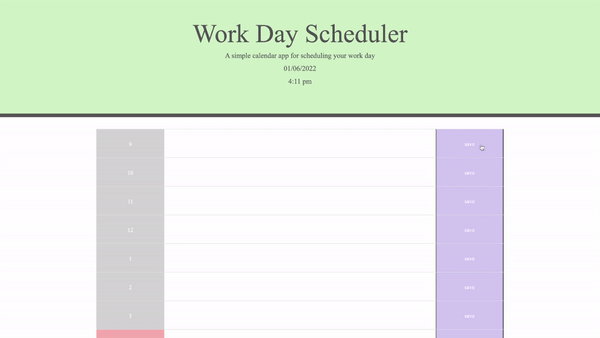 Work Day Scheduler
A simple calendar app for scheduling your work day
01/06/2022
4:11 pm
9 save
10 save
11 save
12 save
1 save
2 save
3 save